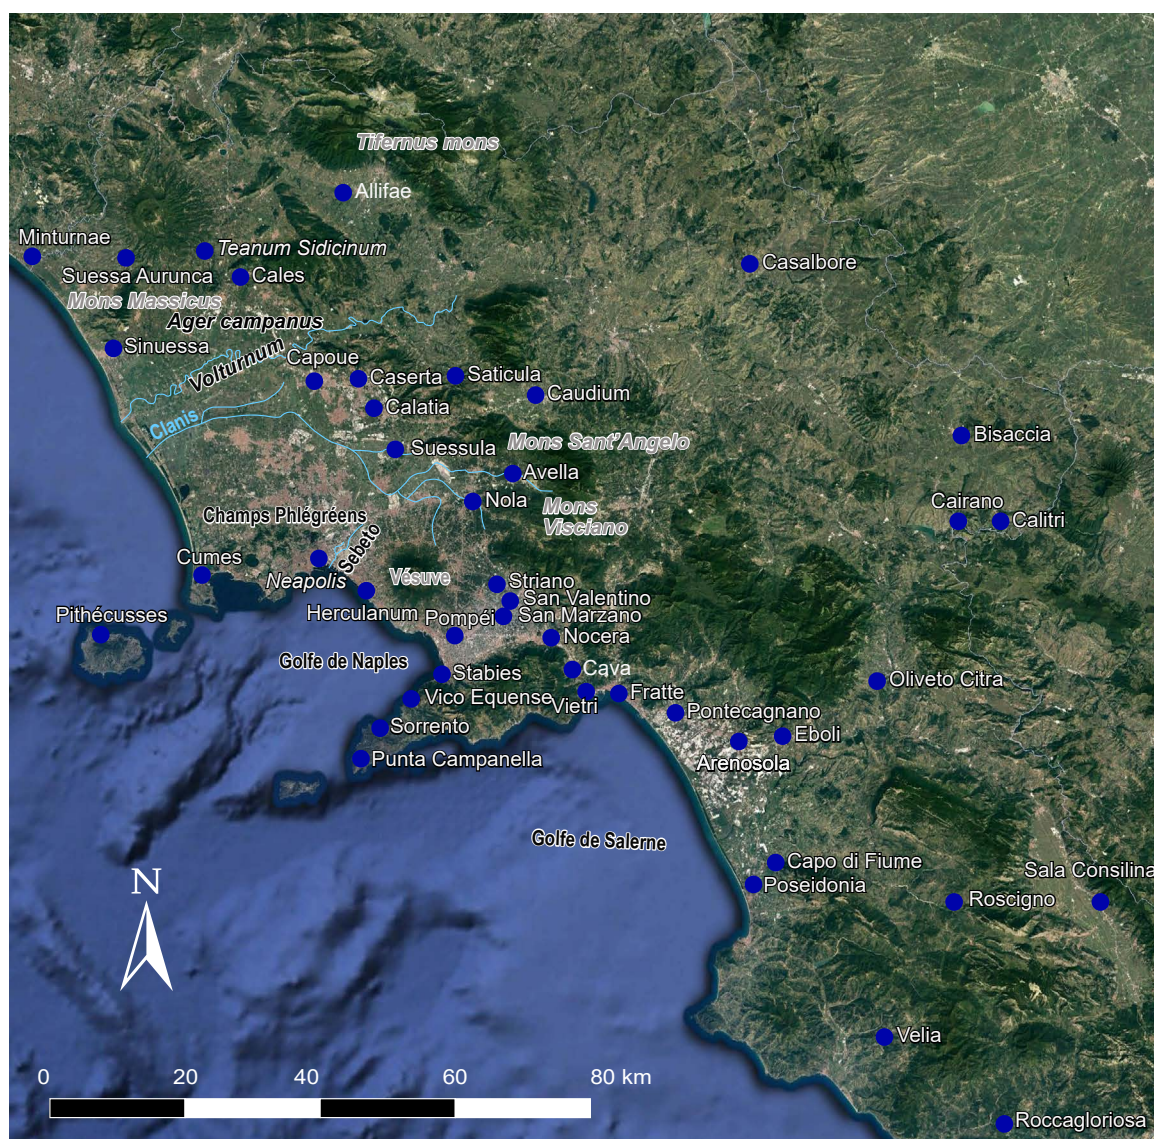 Tifernus mons
Allifae
Minturnae
Teanum Sidicinum
Suessa Aurunca
Cales
Casalbore
Mons Massicus
Ager campanus
Sinuessa
Volturnum
Capoue
Caserta
Saticula
Caudium
Calatia
Clanis
Suessula
Mons Sant'Angelo
Bisaccia
Avella
Nola
Mons
Visciano
Cairano
Calitri
Champs Phlégréens
Sebeto
Cumes
Neapolis
Vésuve
Striano
San Valentino
Herculanum
Pompéi
San Marzano
Pithécusses
Nocera
Golfe de Naples
Stabies
Cava
Oliveto Citra
Vico Equense
Vietri
Fratte
Pontecagnano
Sorrento
Eboli
Punta Campanella
Arenosola
Golfe de Salerne
Capo di Fiume
Sala Consilina
Poseidonia
Roscigno
N
Velia
0 20 40 60 80 km
Roccagloriosa